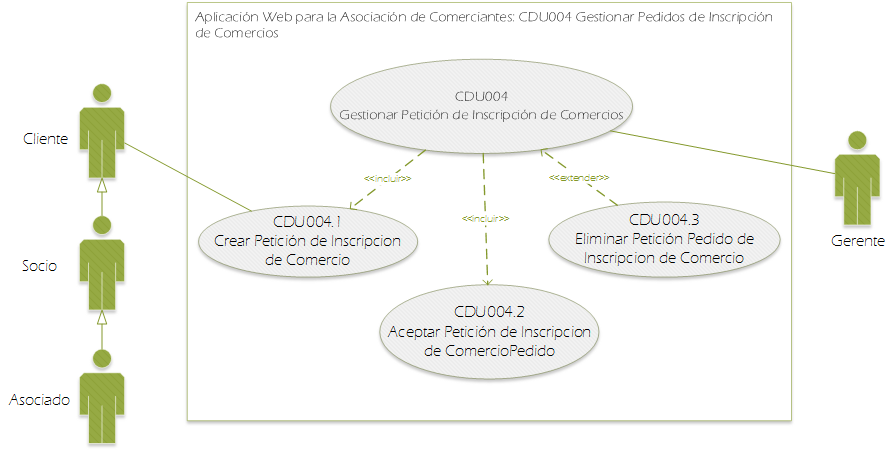 Aplicación Web para la Asociación de Comerciantes: CDU004 Gestionar Pedidos de Inscripción
de Comercios
CDU004
Gestionar Petición de Inscripción de Comercios
Cliente
<<incluir>>
<<extender>>
CDU004.1
Crear Petición de Inscripcion
de Comercio
<<incluir>>
CDU004.3
Eliminar Petición Pedido de
Inscripcion de Comercio
Gerente
Socio
CDU004.2
Aceptar Petición de Inscripcion
de ComercioPedido
Asociado